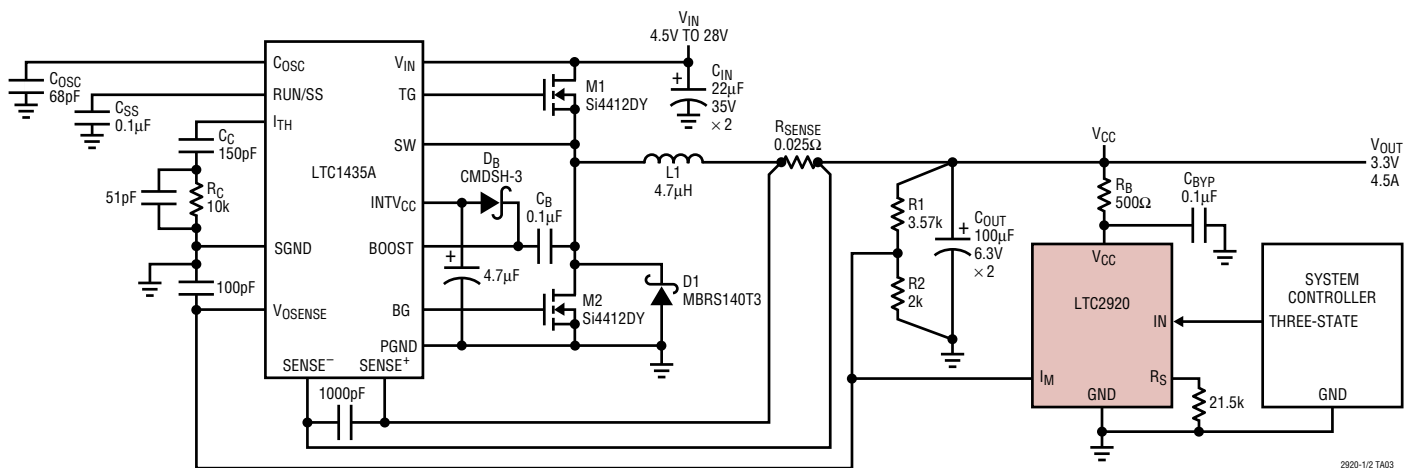 V_IN
4.5V TO 28V
C_OSC
V_IN
C_OSC
68pF
RUN/SS
TG
M1
Si4412DY
+
C_IN
22µF
35V
× 2
C_SS
0.1µF
I_TH
C_C
150pF
SW
R_SENSE
0.025Ω
V_CC
V_OUT
3.3V
4.5A
LTC1435A
D_B
CMDSH-3
L1
4.7µH
51pF
R_C
10k
INTV_CC
C_B
0.1µF
R1
3.57k
R_B
500Ω
C_BYP
0.1µF
SGND
BOOST
+
C_OUT
100µF
6.3V
× 2
V_CC
+
4.7µF
100pF
D1
MBRS140T3
R2
2k
SYSTEM
CONTROLLER
LTC2920
V_OSENSE
BG
M2
Si4412DY
IN
THREE-STATE
PGND
SENSE⁻
SENSE⁺
I_M
R_S
1000pF
GND
21.5k
GND
2920-1/2 TA03